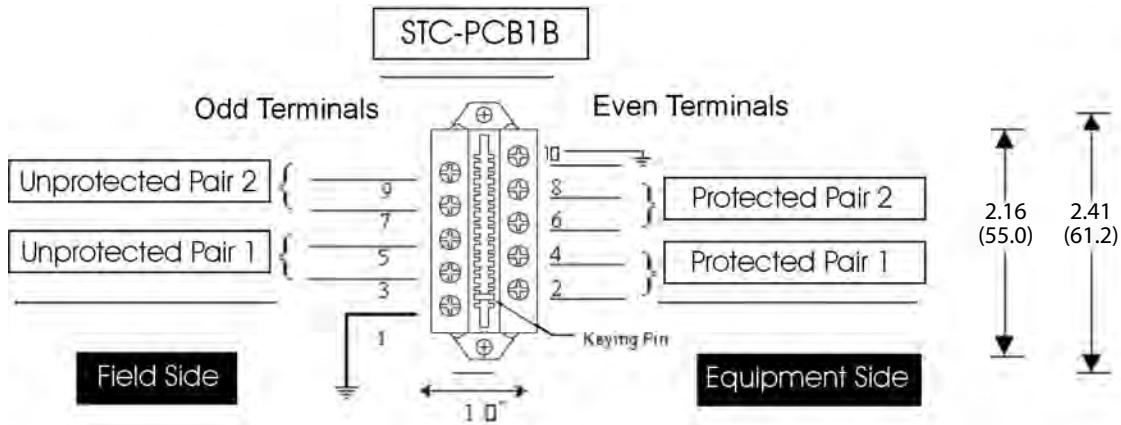 STC-PCB1B
Odd Terminals
Even Terminals
10
Unprotected Pair 2
9
8
Protected Pair 2
7
6
Unprotected Pair 1
5
4
Protected Pair 1
3
2
1
Keying Pin
2.16
(55.0)
2.41
(61.2)
Field Side
Equipment Side
1.0"